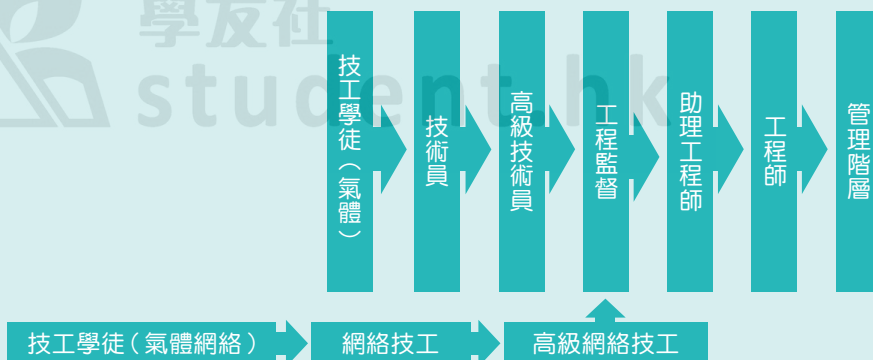 學友社
student.hk
技工學徒（氣體）
技術員
高級技術員
工程監督
助理工程師
工程師
管理階層
技工學徒（氣體網絡）
網絡技工
高級網絡技工